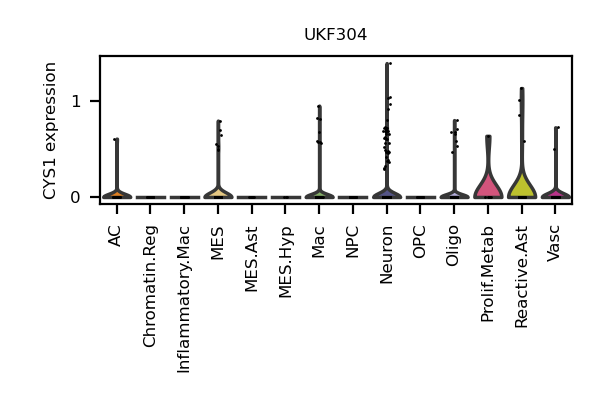 UKF304
CYS1 expression
1
0
AC
Chromatin.Reg
Inflammatory.Mac
MES
MES.Ast
MES.Hyp
Mac
NPC
Neuron
OPC
Oligo
Prolif.Metab
Reactive.Ast
Vasc